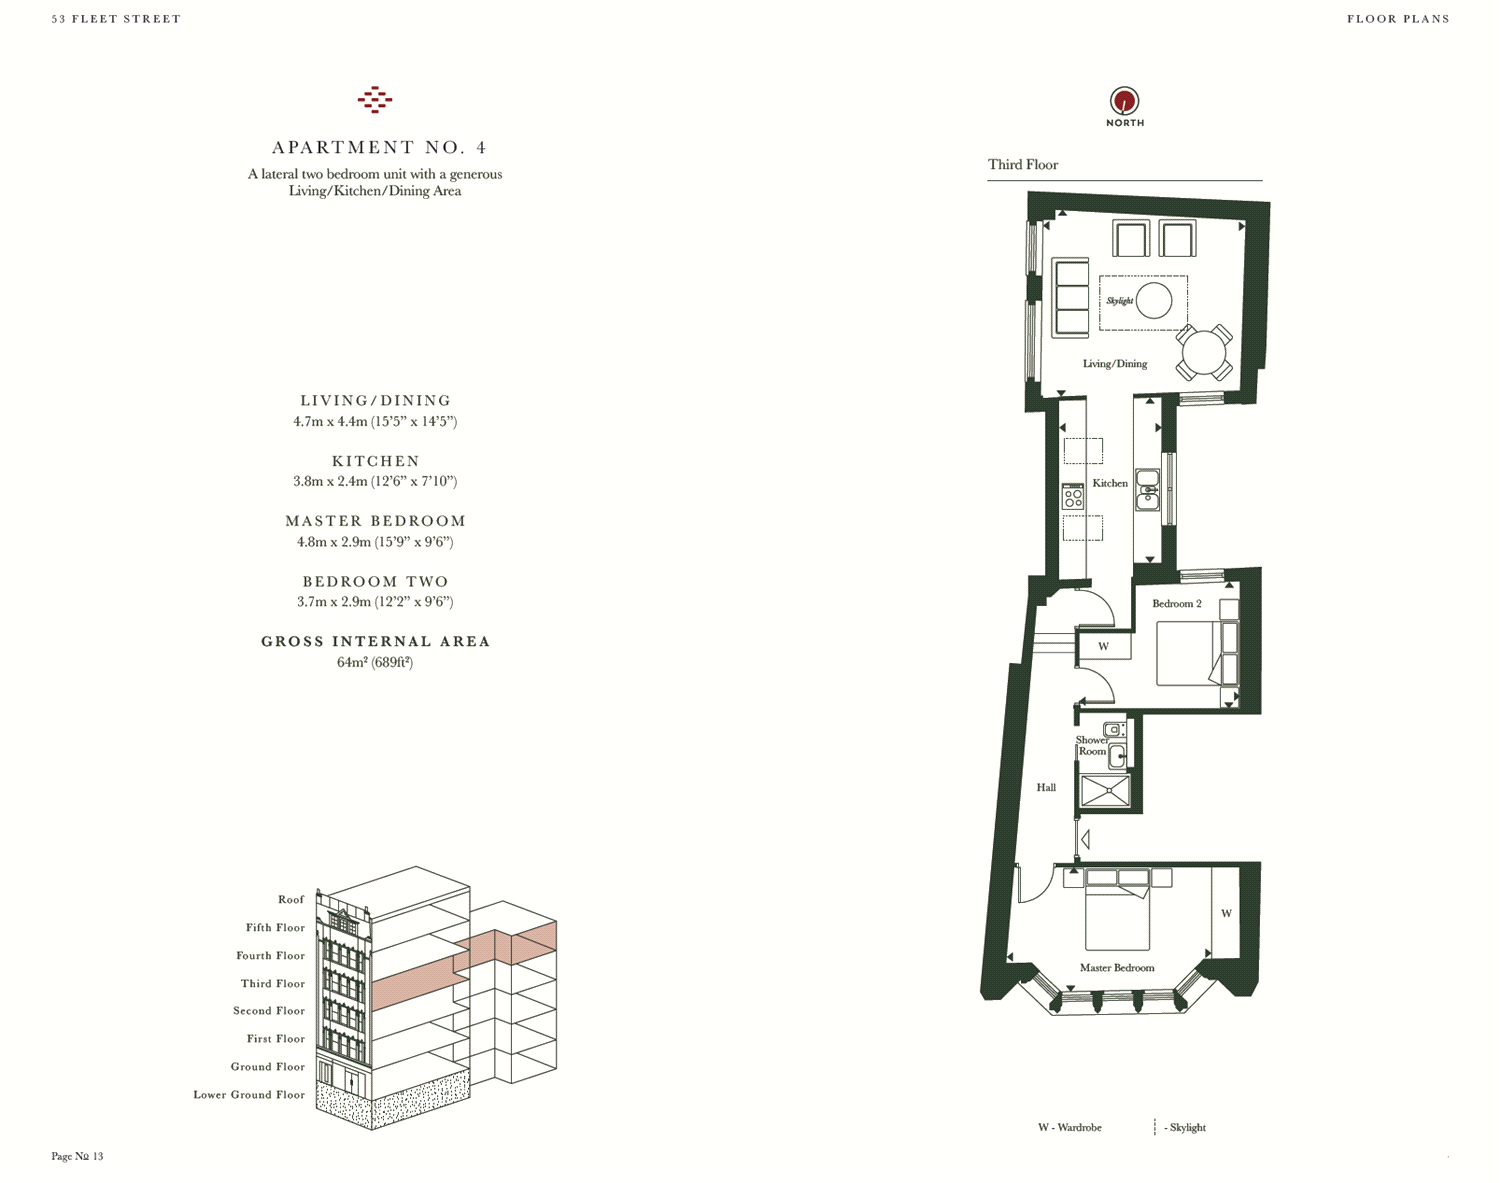 53 FLEET STREET
FLOOR PLANS
APARTMENT NO. 4
A lateral two bedroom unit with a generous
Living/Kitchen/Dining Area
LIVING/DINING
4.7m x 4.4m (15’5” x 14’5”)
KITCHEN
3.8m x 2.4m (12’6” x 7’10”)
MASTER BEDROOM
4.8m x 2.9m (15’9” x 9’6”)
BEDROOM TWO
3.7m x 2.9m (12’2” x 9’6”)
GROSS INTERNAL AREA
64m² (689ft²)
Roof
Fifth Floor
Fourth Floor
Third Floor
Second Floor
First Floor
Ground Floor
Lower Ground Floor
Page № 13
NORTH
Third Floor
Skylight
Living/Dining
Kitchen
Bedroom 2
W
Shower
Room
Hall
W
Master Bedroom
W - Wardrobe
- Skylight